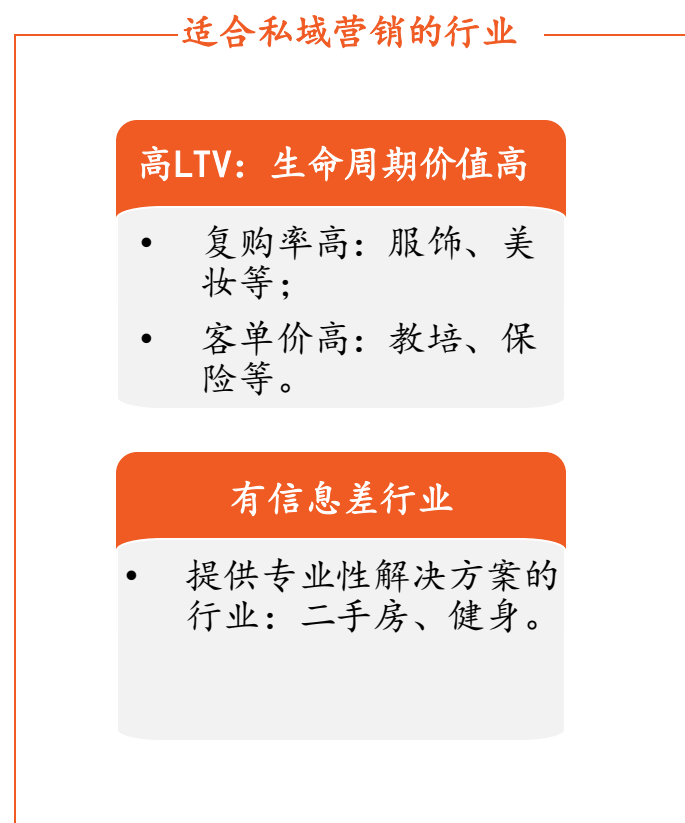 适合私域营销的行业
高LTV：生命周期价值高
• 复购率高：服饰、美
妆等；
• 客单价高：教培、保
险等。
有信息差行业
• 提供专业性解决方案的
行业：二手房、健身。